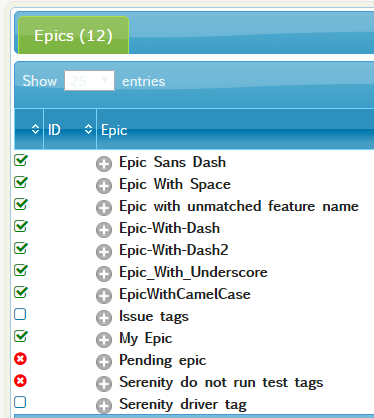 Epics (12)
Show 25 entries
ID Epic
Epic Sans Dash
Epic With Space
Epic with unmatched feature name
Epic-With-Dash
Epic-With-Dash2
Epic_With_Underscore
EpicWithCamelCase
Issue tags
My Epic
Pending epic
Serenity do not run test tags
Serenity driver tag